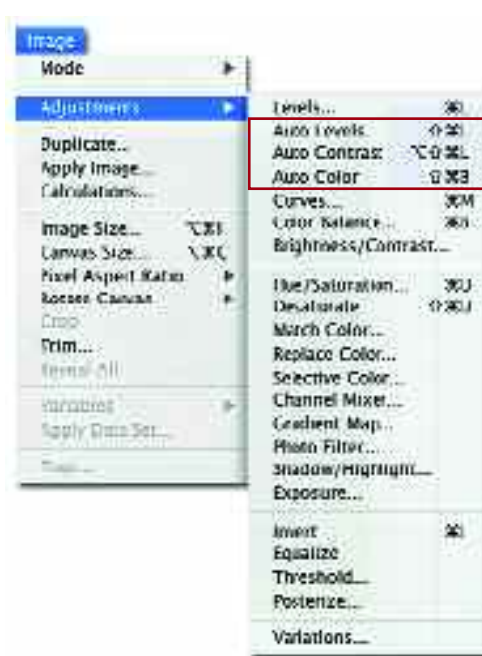 Image
Mode
Adjustments
Duplicate...
Apply Image...
Calculations...
Image Size... ⌥⌘I
Canvas Size... ⌥⌘C
Pixel Aspect Ratio
Rotate Canvas
Crop
Trim...
Reveal All
Variables
Apply Data Set...
Trap...
Levels... ⌘L
Auto Levels ⇧⌘L
Auto Contrast ⌥⇧⌘L
Auto Color ⇧⌘B
Curves... ⌘M
Color Balance... ⌘B
Brightness/Contrast...
Hue/Saturation... ⌘U
Desaturate ⇧⌘U
Match Color...
Replace Color...
Selective Color...
Channel Mixer...
Gradient Map...
Photo Filter...
Shadow/Highlight...
Exposure...
Invert ⌘I
Equalize
Threshold...
Posterize...
Variations...